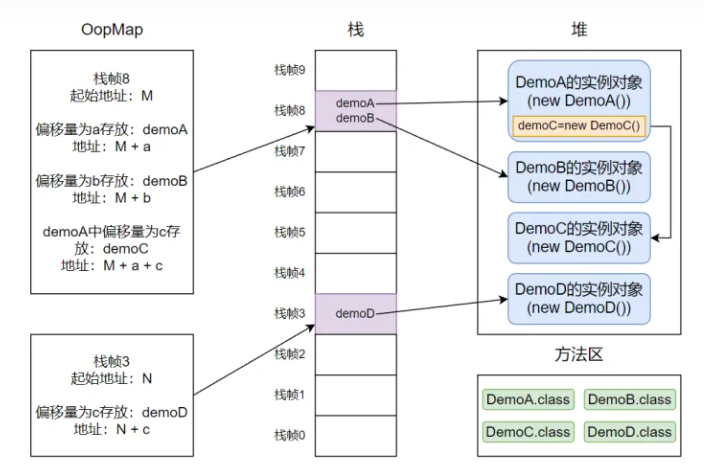 OopMap
栈帧8
起始地址：M
偏移量为a存放：demoA
地址：M + a
偏移量为b存放：demoB
地址：M + b
demoA中偏移量为c存
放：demoC
地址：M + a + c
栈帧3
起始地址：N
偏移量为c存放：demoD
地址：N + c
栈
栈帧9
栈帧8
demoA
demoB
栈帧7
栈帧6
栈帧5
栈帧4
栈帧3
demoD
栈帧2
栈帧1
栈帧0
堆
DemoA的实例对象
(new DemoA())
demoC=new DemoC()
DemoB的实例对象
(new DemoB())
DemoC的实例对象
(new DemoC())
DemoD的实例对象
(new DemoD())
方法区
DemoA.class
DemoB.class
DemoC.class
DemoD.class